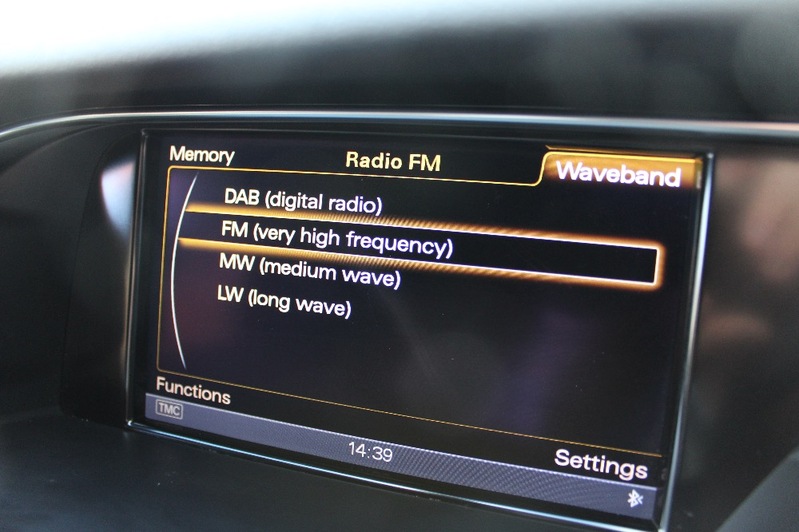 Memory
Radio FM
Waveband
DAB (digital radio)
FM (very high frequency)
MW (medium wave)
LW (long wave)
Functions
Settings
TMC
14:39